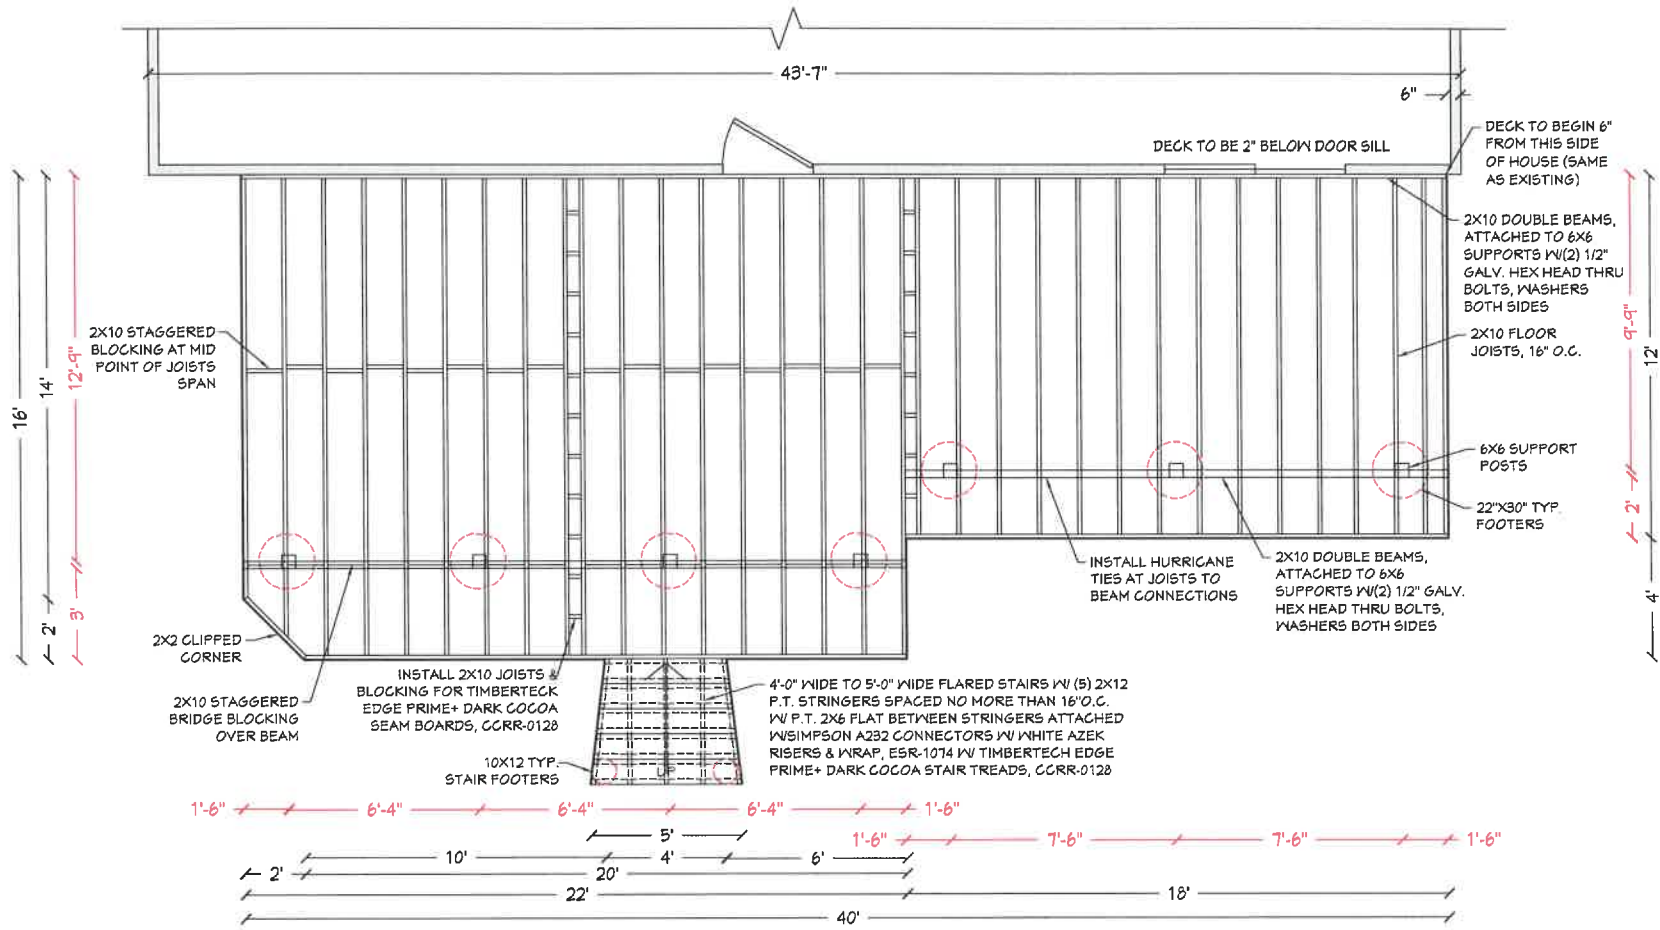 43'-7"
6"
DECK TO BE 2" BELOW DOOR SILL
DECK TO BEGIN 6"
FROM THIS SIDE
OF HOUSE (SAME
AS EXISTING)
2X10 DOUBLE BEAMS,
ATTACHED TO 6X6
SUPPORTS W/(2) 1/2"
GALV. HEX HEAD THRU
BOLTS, WASHERS
BOTH SIDES
2X10 FLOOR
JOISTS, 16" O.C.
6X6 SUPPORT
POSTS
22"X30" TYP.
FOOTERS
9'-9"
2'
12'
4'
16'
14'
2'
12'-9"
3'
2X10 STAGGERED
BLOCKING AT MID
POINT OF JOISTS
SPAN
2X2 CLIPPED
CORNER
2X10 STAGGERED
BRIDGE BLOCKING
OVER BEAM
INSTALL 2X10 JOISTS &
BLOCKING FOR TIMBERTECK
EDGE PRIME+ DARK COCOA
SEAM BOARDS, CCRR-0128
10X12 TYP.
STAIR FOOTERS
UP
4'-0" WIDE TO 5'-0" WIDE FLARED STAIRS W/ (5) 2X12
P.T. STRINGERS SPACED NO MORE THAN 16"O.C.
W/ P.T. 2X6 FLAT BETWEEN STRINGERS ATTACHED
W/SIMPSON A232 CONNECTORS W/ WHITE AZEK
RISERS & WRAP, ESR-1074 W/ TIMBERTECH EDGE
PRIME+ DARK COCOA STAIR TREADS, CCRR-0128
INSTALL HURRICANE
TIES AT JOISTS TO
BEAM CONNECTIONS
2X10 DOUBLE BEAMS,
ATTACHED TO 6X6
SUPPORTS W/(2) 1/2" GALV.
HEX HEAD THRU BOLTS,
WASHERS BOTH SIDES
1'-6" 6'-4" 6'-4" 6'-4" 1'-6"
1'-6" 7'-6" 7'-6" 1'-6"
5'
10' 4' 6'
2' 20'
22' 18'
40'